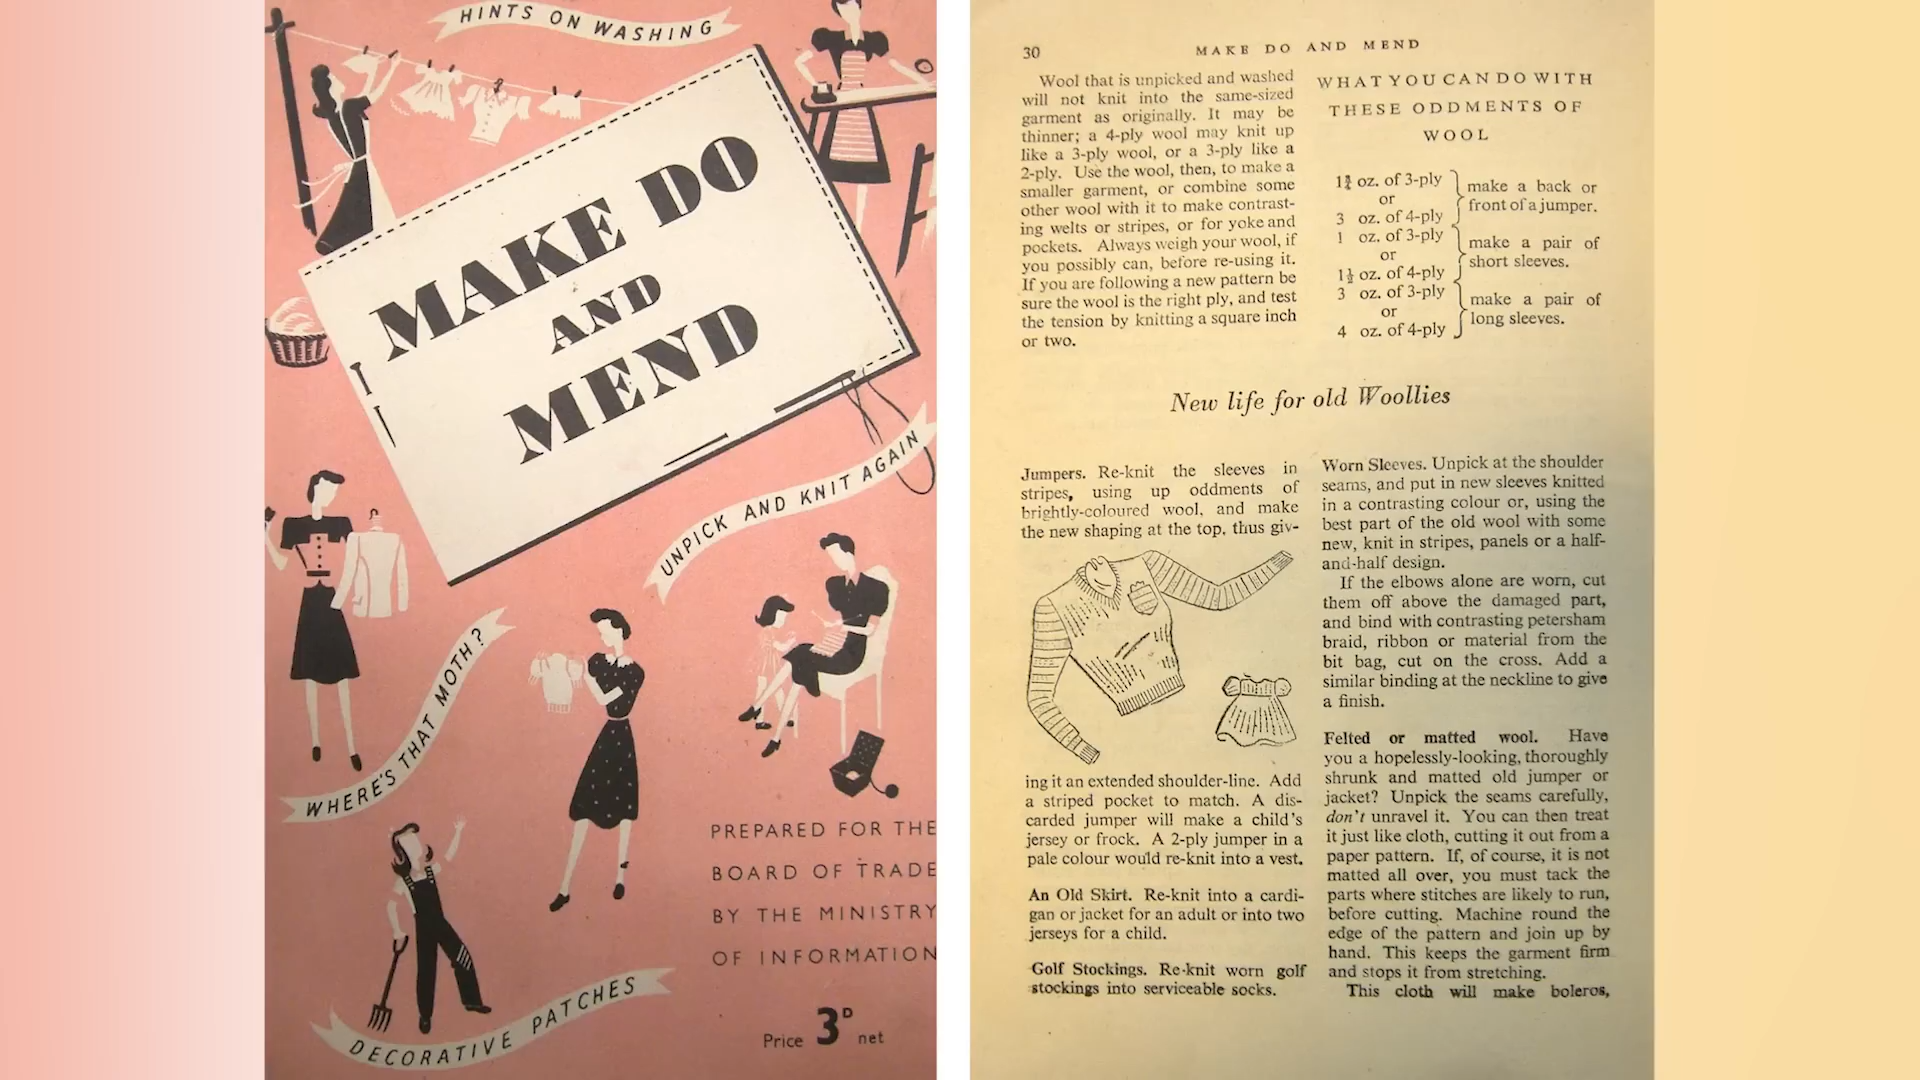 HINTS ON WASHING
MAKE DO
AND
MEND
UNPICK AND KNIT AGAIN
WHERE'S THAT MOTH?
PREPARED FOR THE
BOARD OF TRADE
BY THE MINISTRY
OF INFORMATION
DECORATIVE PATCHES
Price 3D net
30
MAKE DO AND MEND
Wool that is unpicked and washed
will not knit into the same-sized
garment as originally. It may be
thinner; a 4-ply wool may knit up
like a 3-ply wool, or a 3-ply like a
2-ply. Use the wool, then, to make a
smaller garment, or combine some
other wool with it to make contrast-
ing welts or stripes, or for yoke and
pockets. Always weigh your wool, if
you possibly can, before re-using it.
If you are following a new pattern be
sure the wool is the right ply, and test
the tension by knitting a square inch
or two.
WHAT YOU CAN DO WITH
THESE ODDMENTS OF
WOOL
oz. of 3-ply
or
3 oz. of 4-ply
make a back or
front of a jumper.
1 oz. of 3-ply
or
1½ oz. of 4-ply
make a pair of
short sleeves.
3 oz. of 3-ply
or
4 oz. of 4-ply
make a pair of
long sleeves.
New life for old Woollies
Jumpers. Re-knit the sleeves in
stripes, using up oddments of
brightly-coloured wool, and make
the new shaping at the top, thus giv-
ing it an extended shoulder-line. Add
a striped pocket to match. A dis-
carded jumper will make a child's
jersey or frock. A 2-ply jumper in a
pale colour would re-knit into a vest.
An Old Skirt. Re-knit into a cardi-
gan or jacket for an adult or into two
jerseys for a child.
Golf Stockings. Re-knit worn golf
stockings into serviceable socks.
Worn Sleeves. Unpick at the shoulder
seams, and put in new sleeves knitted
in a contrasting colour or, using the
best part of the old wool with some
new, knit in stripes, panels or a half-
and-half design.
If the elbows alone are worn, cut
them off above the damaged part,
and bind with contrasting petersham
braid, ribbon or material from the
bit bag, cut on the cross. Add a
similar binding at the neckline to give
a finish.
Felted or matted wool. Have
you a hopelessly-looking, thoroughly
shrunk and matted old jumper or
jacket? Unpick the seams carefully,
don't unravel it. You can then treat
it just like cloth, cutting it out from a
paper pattern. If, of course, it is not
matted all over, you must tack the
parts where stitches are likely to run,
before cutting. Machine round the
edge of the pattern and join up by
hand. This keeps the garment firm
and stops it from stretching.
This cloth will make boleros,